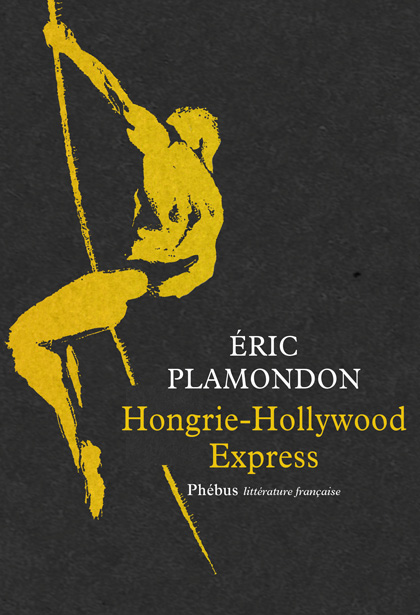 ÉRIC
PLAMONDON
Hongrie-Hollywood
Express
Phébus littérature française